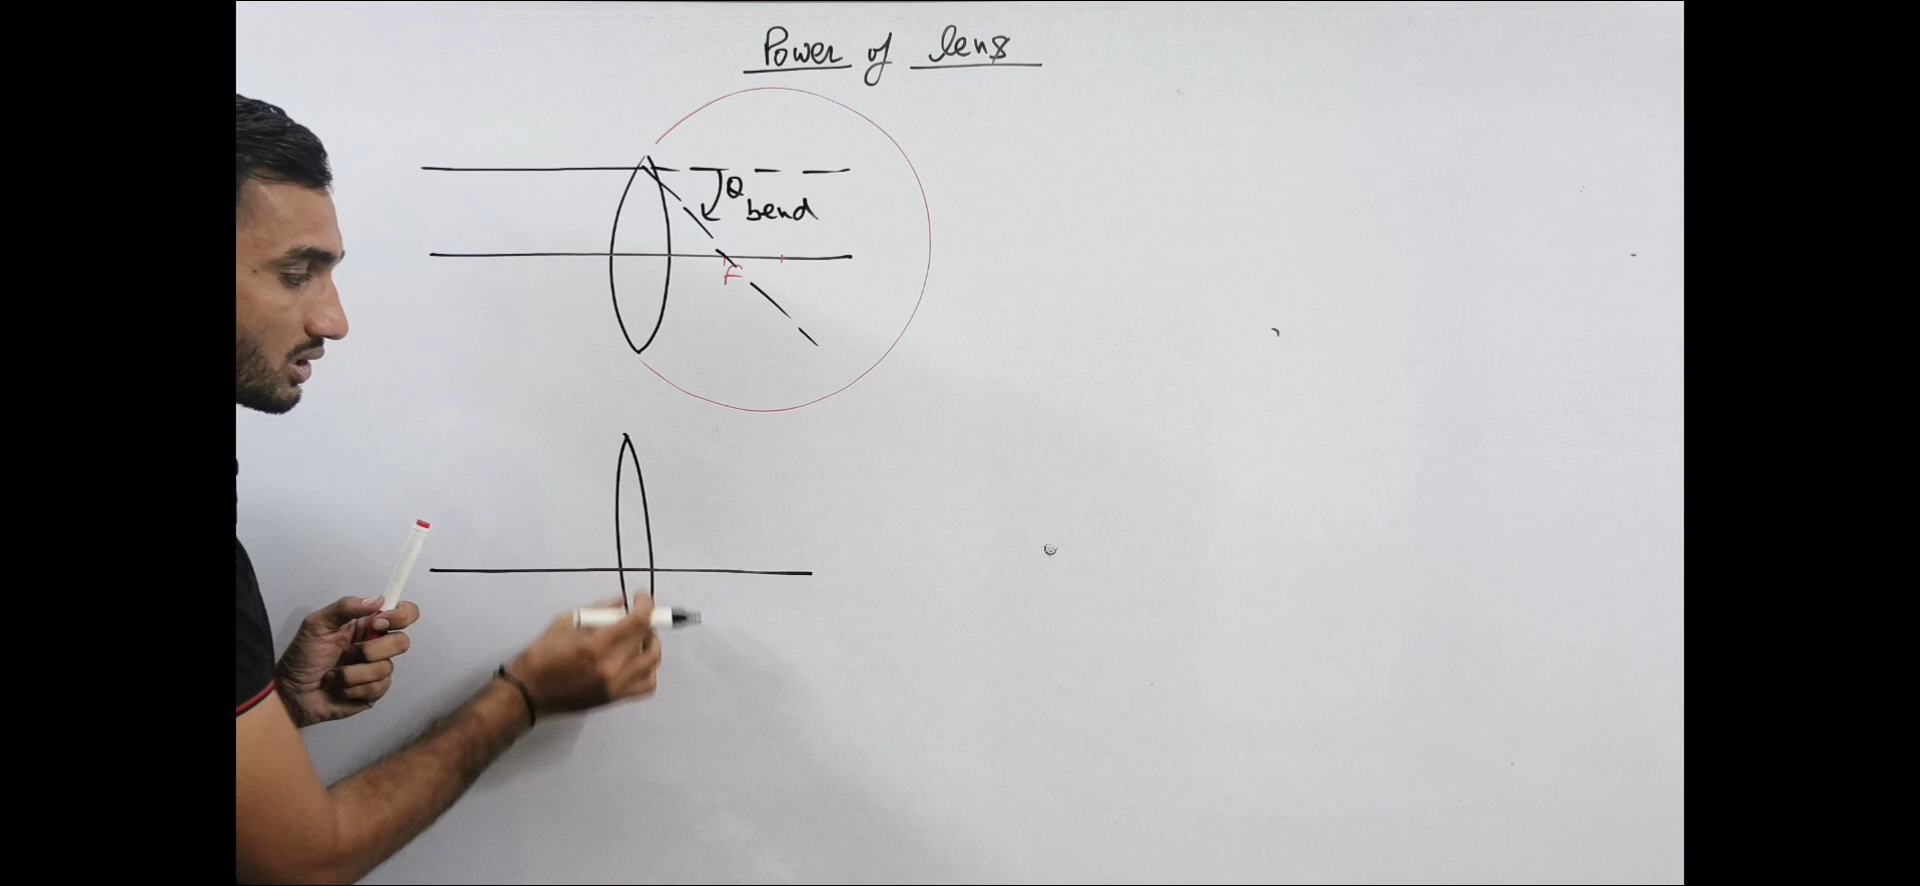 Power of lens
θ
bend
F